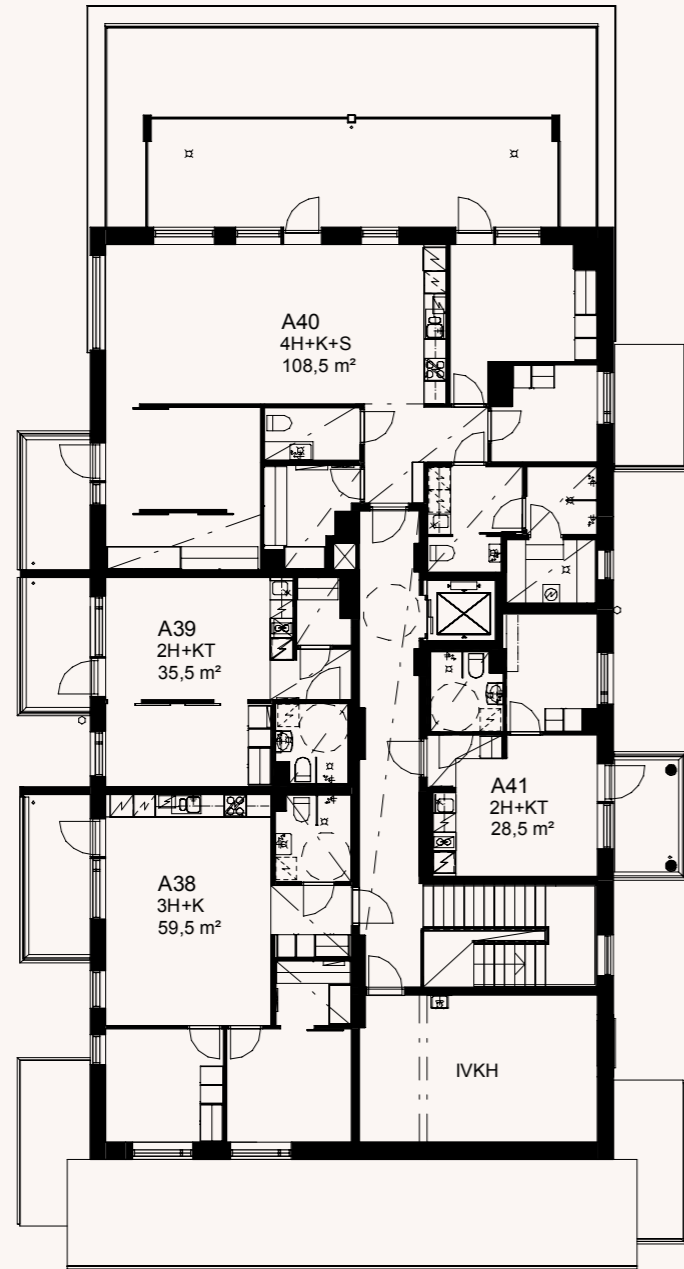 A40
4H+K+S
108,5 m²
A39
2H+KT
35,5 m²
A41
2H+KT
28,5 m²
A38
3H+K
59,5 m²
IVKH